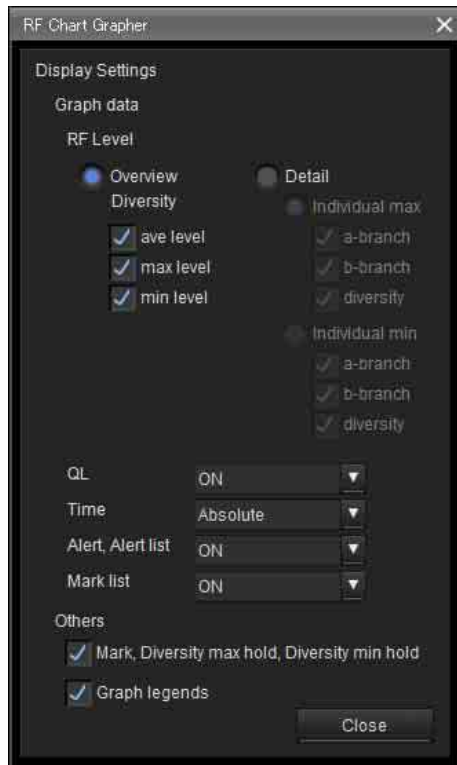 RF Chart Grapher
Display Settings
Graph data
RF Level
Overview
Diversity
ave level
max level
min level
Detail
Individual max
a-branch
b-branch
diversity
Individual min
a-branch
b-branch
diversity
QL ON
Time Absolute
Alert, Alert list ON
Mark list ON
Others
Mark, Diversity max hold, Diversity min hold
Graph legends
Close